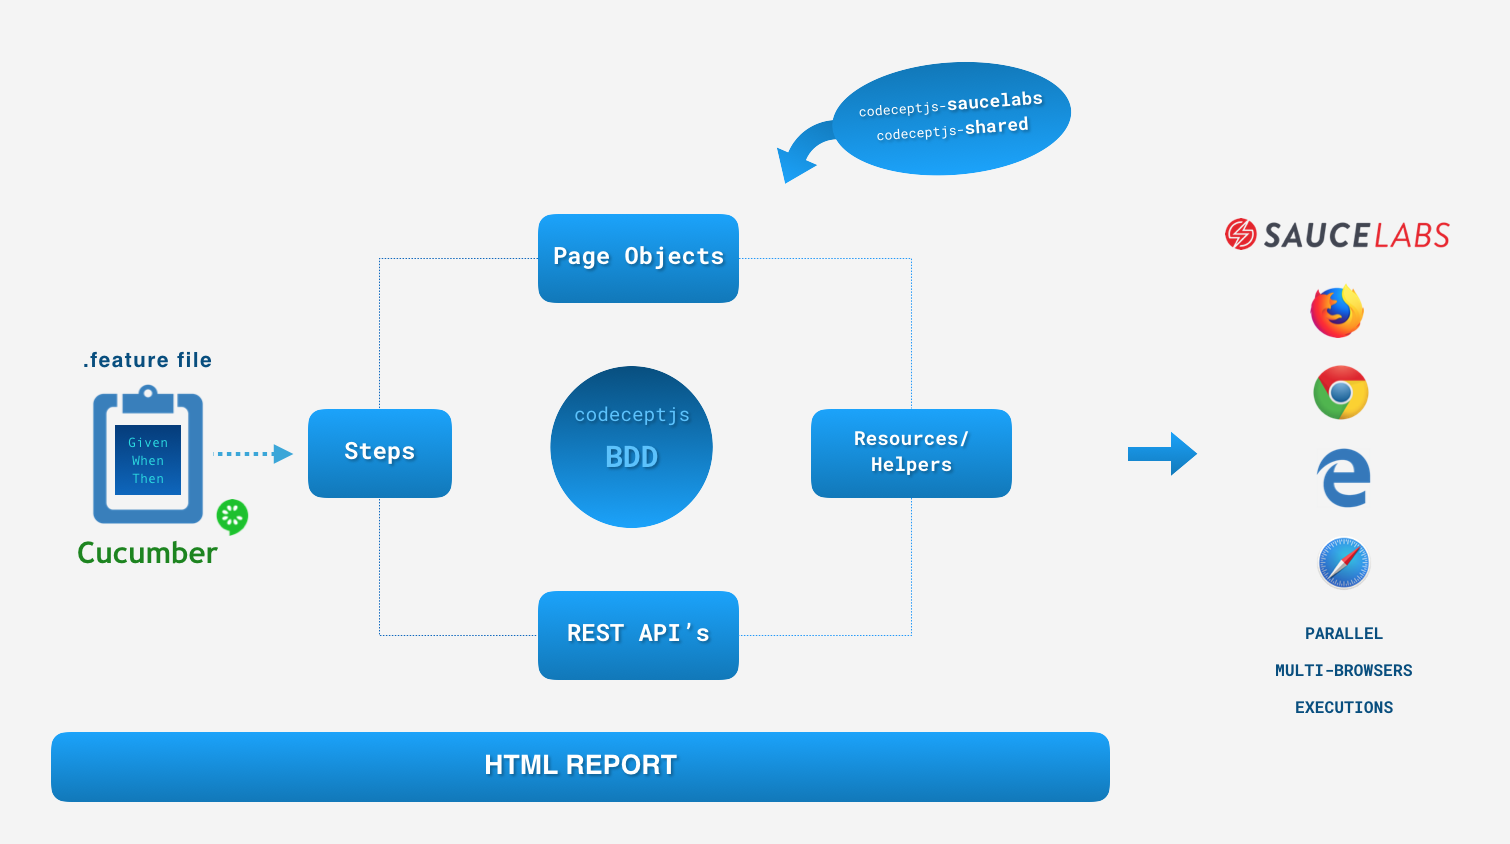 codeceptjs-saucelabs
codeceptjs-shared
SAUCELABS
Page Objects
.feature file
Given
When
Then
Cucumber
Steps
codeceptjs
BDD
Resources/
Helpers
REST API’s
PARALLEL
MULTI-BROWSERS
EXECUTIONS
HTML REPORT